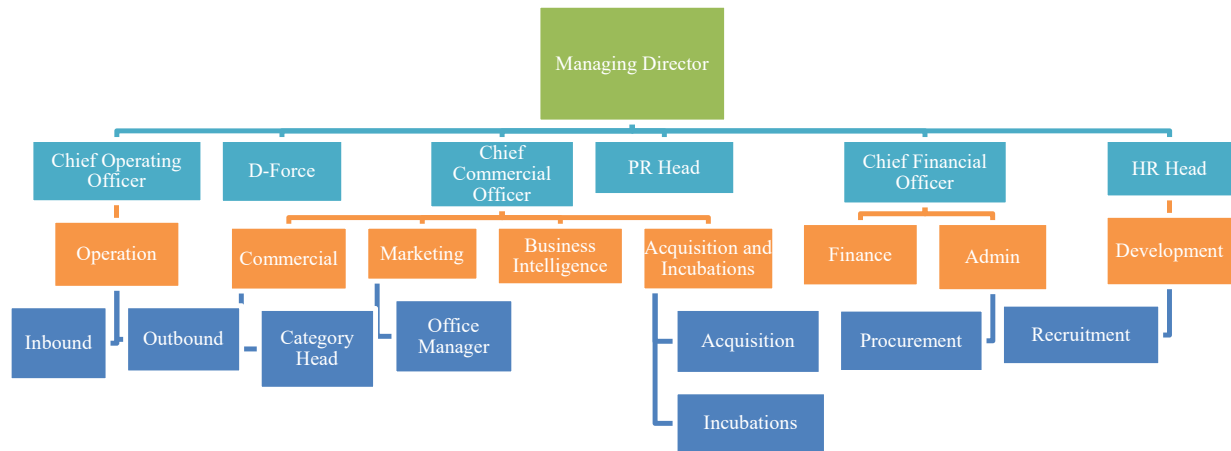 Managing Director
Chief Operating
Officer
D-Force
Chief
Commercial
Officer
PR Head
Chief Financial
Officer
HR Head
Operation
Commercial
Marketing
Business
Intelligence
Acquisition and
Incubations
Finance
Admin
Development
Inbound
Outbound
Category
Head
Office
Manager
Acquisition
Procurement
Recruitment
Incubations